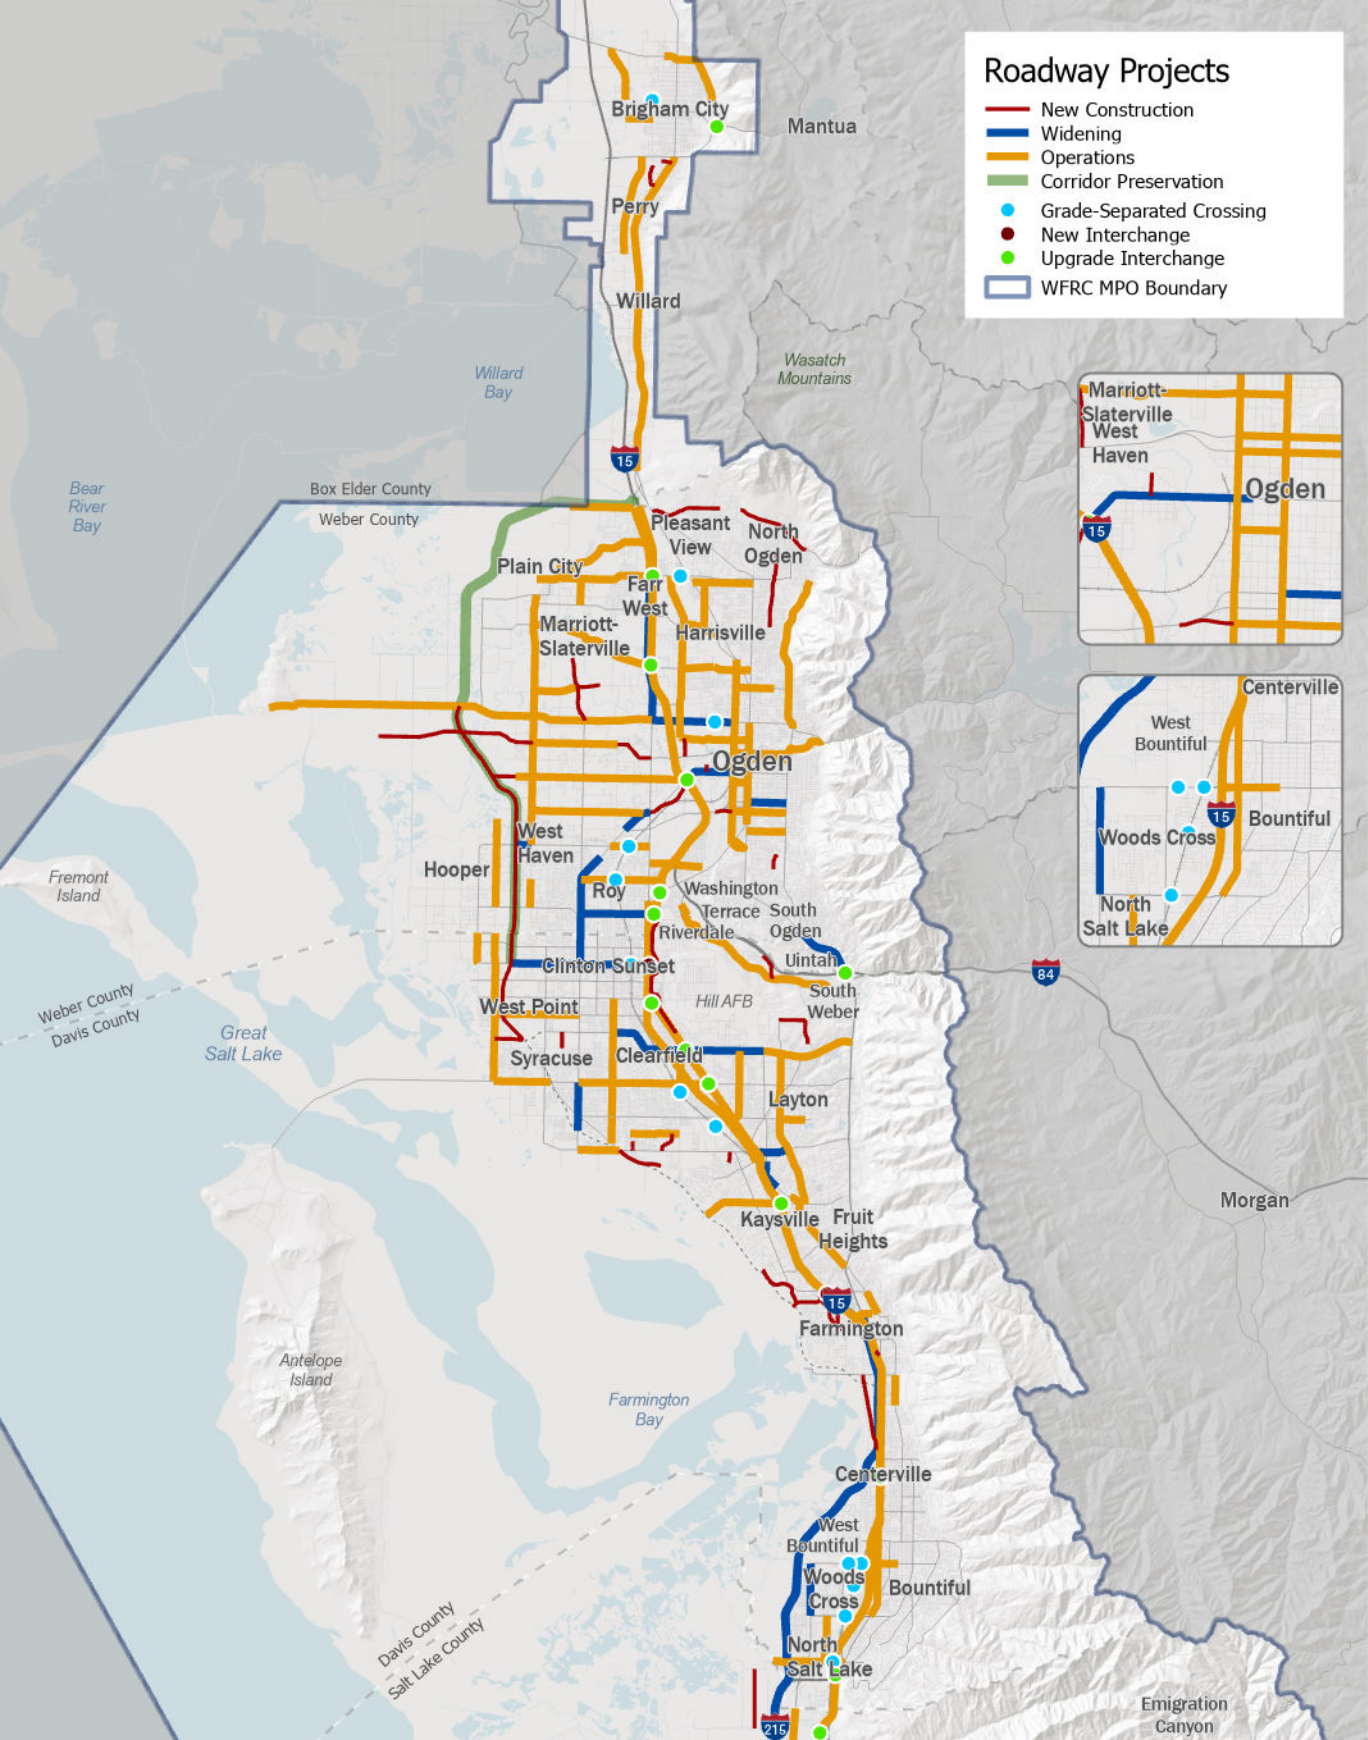 Roadway Projects
New Construction
Widening
Operations
Corridor Preservation
Grade-Separated Crossing
New Interchange
Upgrade Interchange
WFRC MPO Boundary
Brigham City
Mantua
Perry
Willard
Wasatch
Mountains
Willard
Bay
15
Bear
River
Bay
Box Elder County
Weber County
Pleasant
View
North
Ogden
Plain City
Farr
West
Marriott-
Slaterville
Harrisville
Ogden
West
Haven
Hooper
Fremont
Island
Roy
Washington
Terrace
South
Ogden
Riverdale
Uintah
Clinton
Sunset
South
Weber
Hill AFB
84
Weber County
Davis County
West Point
Great
Salt Lake
Syracuse
Clearfield
Layton
Morgan
Kaysville
Fruit
Heights
15
Farmington
Antelope
Island
Farmington
Bay
Centerville
West
Bountiful
Woods
Cross
Bountiful
Davis County
Salt Lake County
North
Salt Lake
215
Emigration
Canyon
Marriott-
Slaterville
West
Haven
Ogden
15
Centerville
West
Bountiful
15
Bountiful
Woods Cross
North
Salt Lake